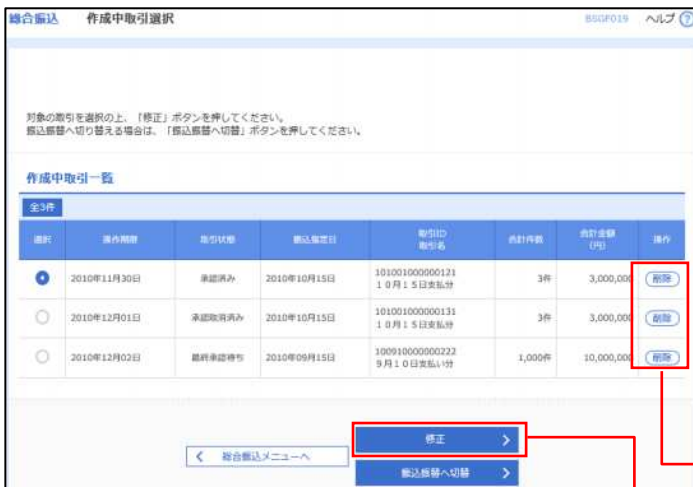 総合振込 作成中取引選択 BSGF019 ヘルプ ?
対象の取引を選択の上、「修正」ボタンを押してください。
振込振替へ切り替える場合は、「振込振替へ切替」ボタンを押してください。
作成中取引一覧
全3件
選択 操作期限 取引状態 振込指定日 取引ID 合計件数 合計金額 操作
取引名 (円)
2010年11月30日 承認済み 2010年10月15日 101001000000121 3件 3,000,000 削除
10月15日支払分
2010年12月01日 承認取消済み 2010年10月15日 101001000000131 3件 3,000,000 削除
10月15日支払分
2010年12月02日 最終承認待ち 2010年09月15日 100910000000222 1,000件 10,000,000 削除
9月10日支払い分
修正
総合振込メニューへ
振込振替へ切替